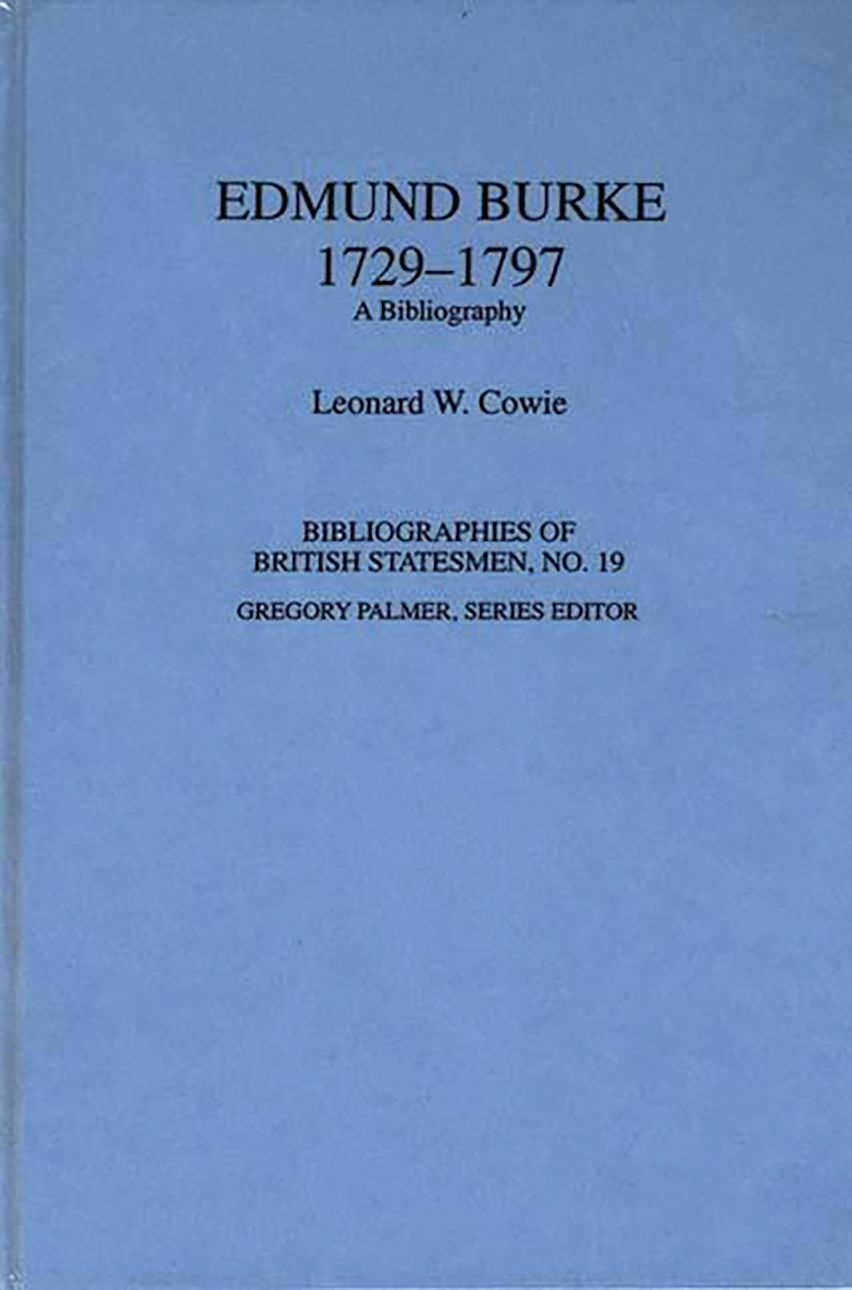 EDMUND BURKE
1729–1797
A Bibliography
Leonard W. Cowie
BIBLIOGRAPHIES OF
BRITISH STATESMEN, NO. 19
GREGORY PALMER, SERIES EDITOR